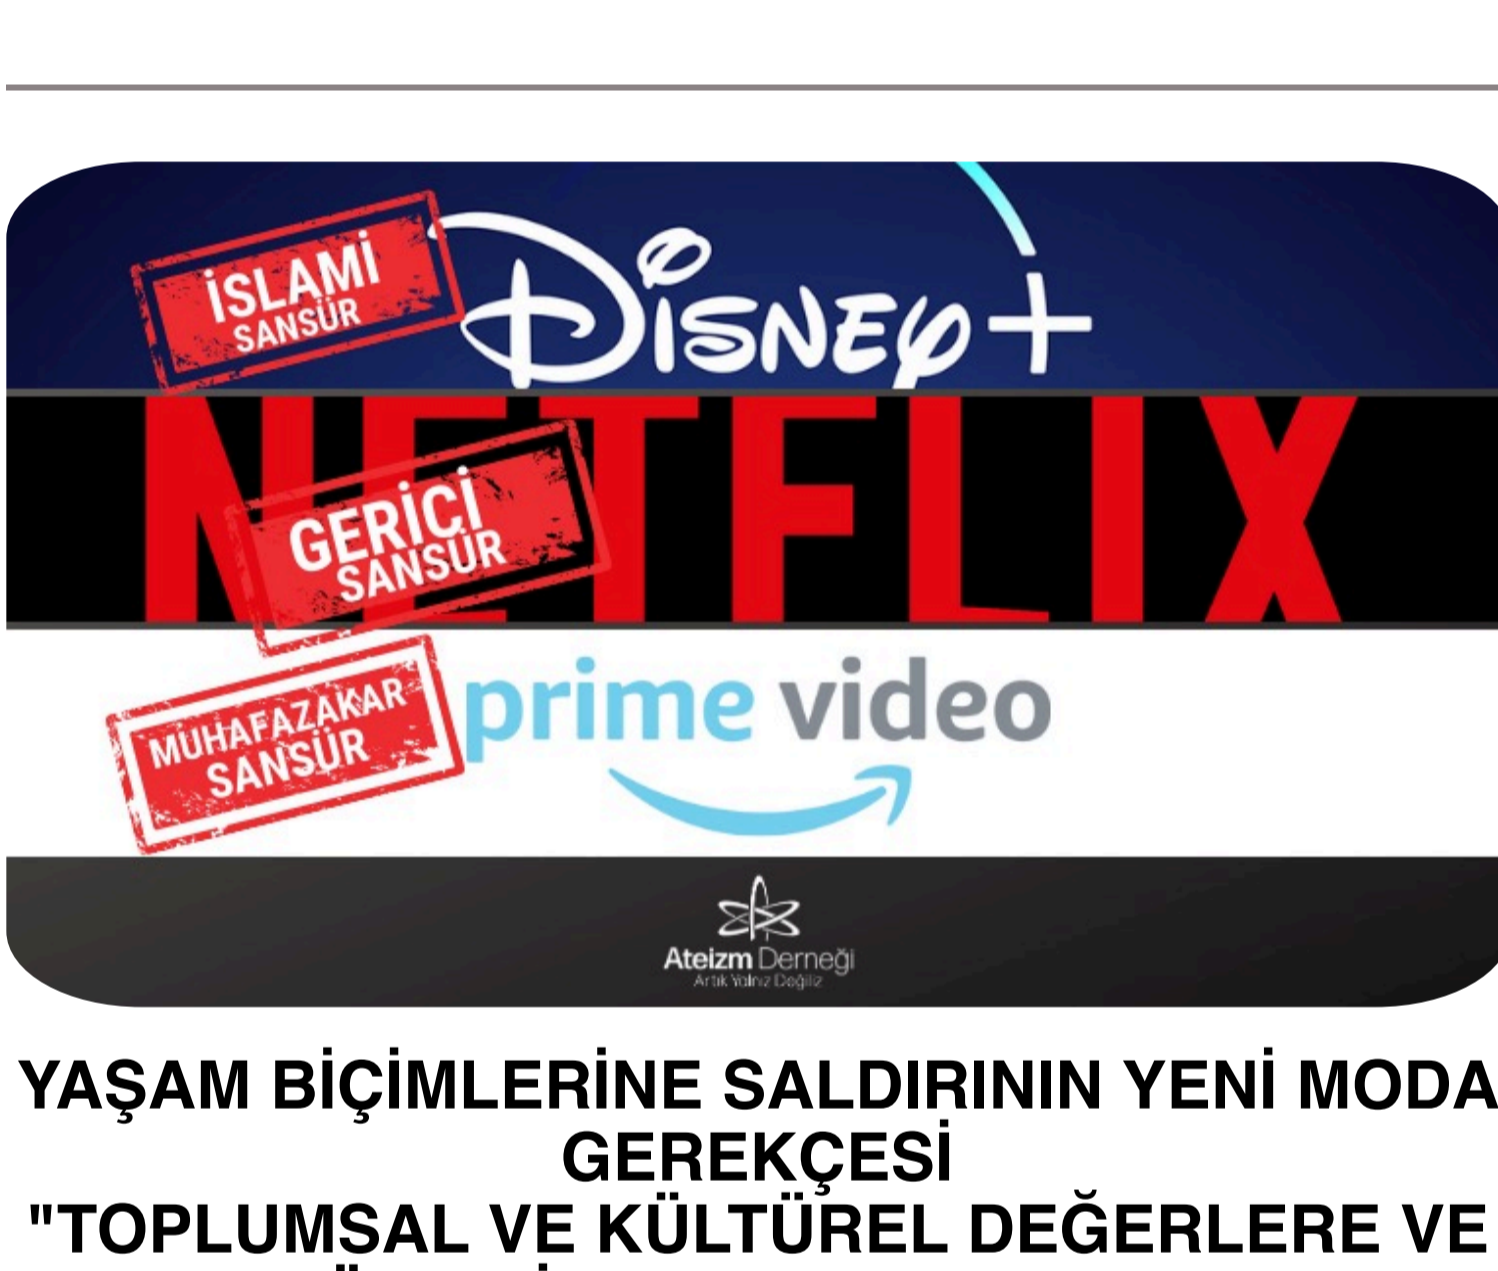 İSLAMİ
SANSÜR
DISNEY+
NETFLIX
GERİCİ
SANSÜR
MUHAFAZAKAR
SANSÜR
prime video
Ateizm Derneği
Artık Yalnız Değiliz
YAŞAM BİÇİMLERİNE SALDIRININ YENİ MODA
GEREKÇESİ
"TOPLUMSAL VE KÜLTÜREL DEĞERLERE VE